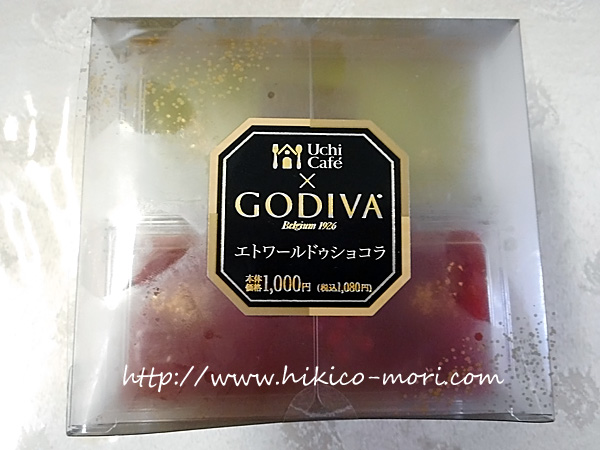 Uchi
Café
×
GODIVA
Belgium 1926
エトワールドゥショコラ
本体価格1,000円 (税込1,080円)
http://www.hikico-mori.com